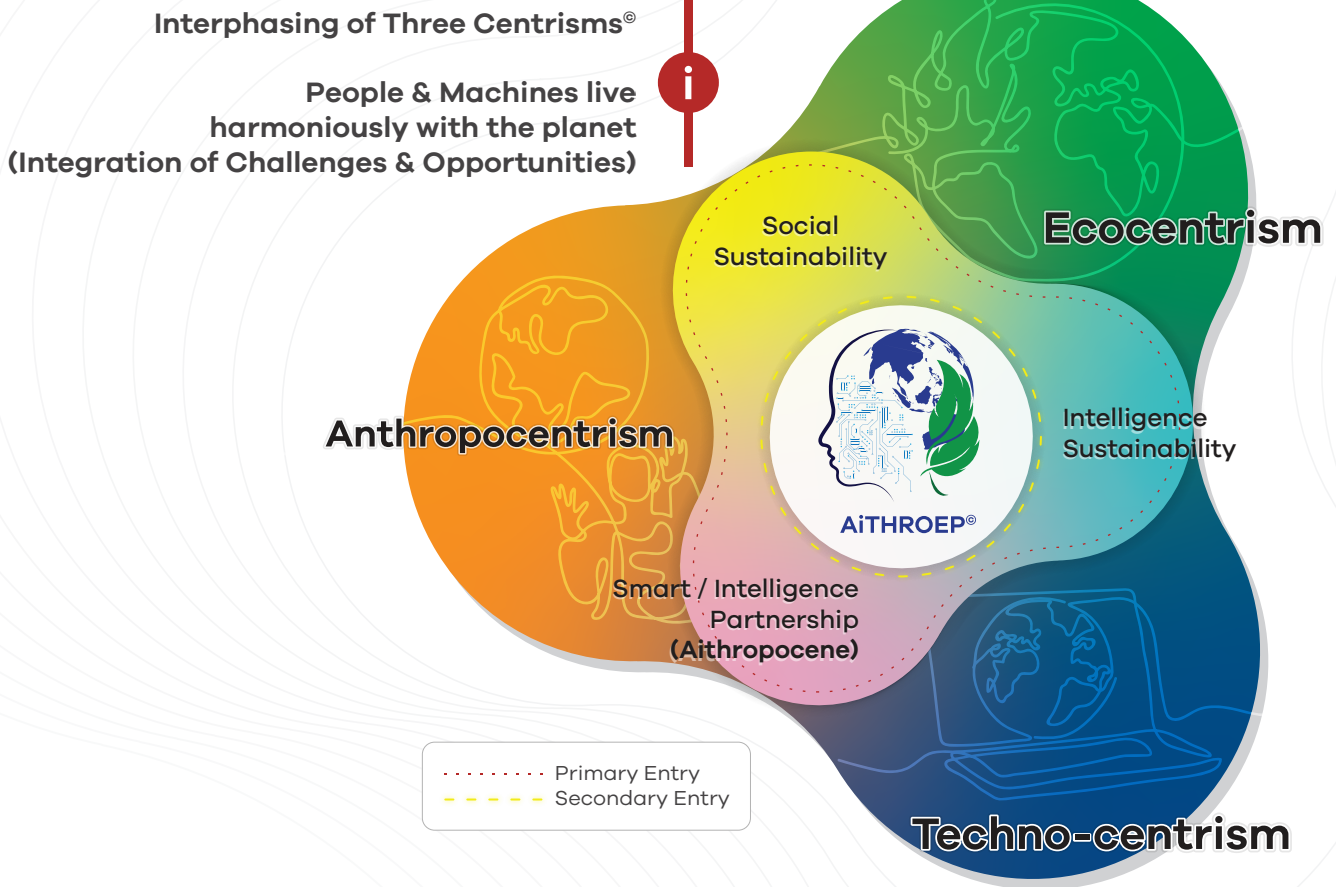 Interphasing of Three Centrisms©
People & Machines live
harmoniously with the planet
(Integration of Challenges & Opportunities)
i
Ecocentrism
Social
Sustainability
Anthropocentrism
Intelligence
Sustainability
AiTHROEP©
Smart / Intelligence
Partnership
(Aithropocene)
Primary Entry
Secondary Entry
Techno-centrism